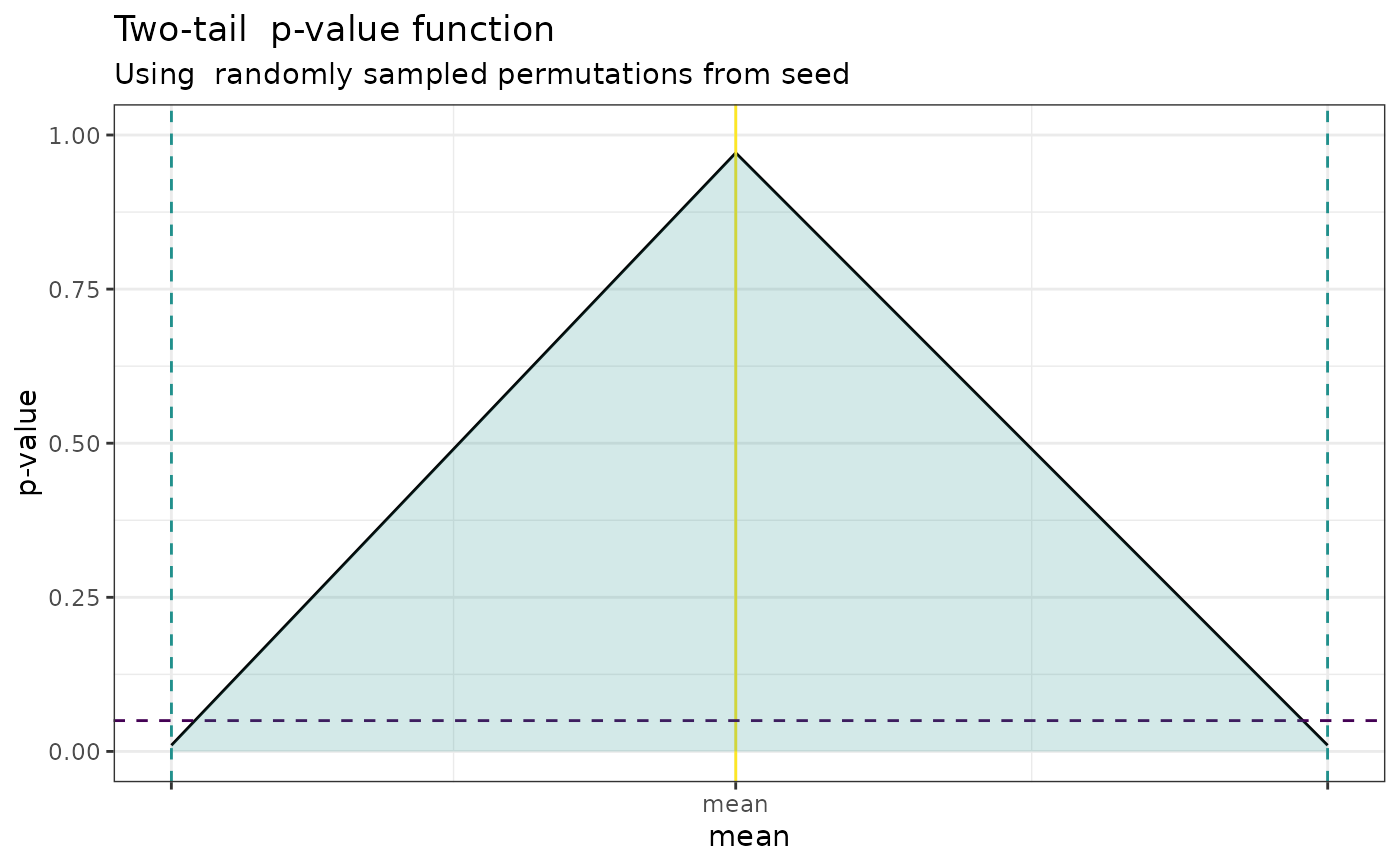 Two-tail  p-value function
Using  randomly sampled permutations from seed
1.00
0.75
0.50
0.25
0.00
p-value
mean
mean